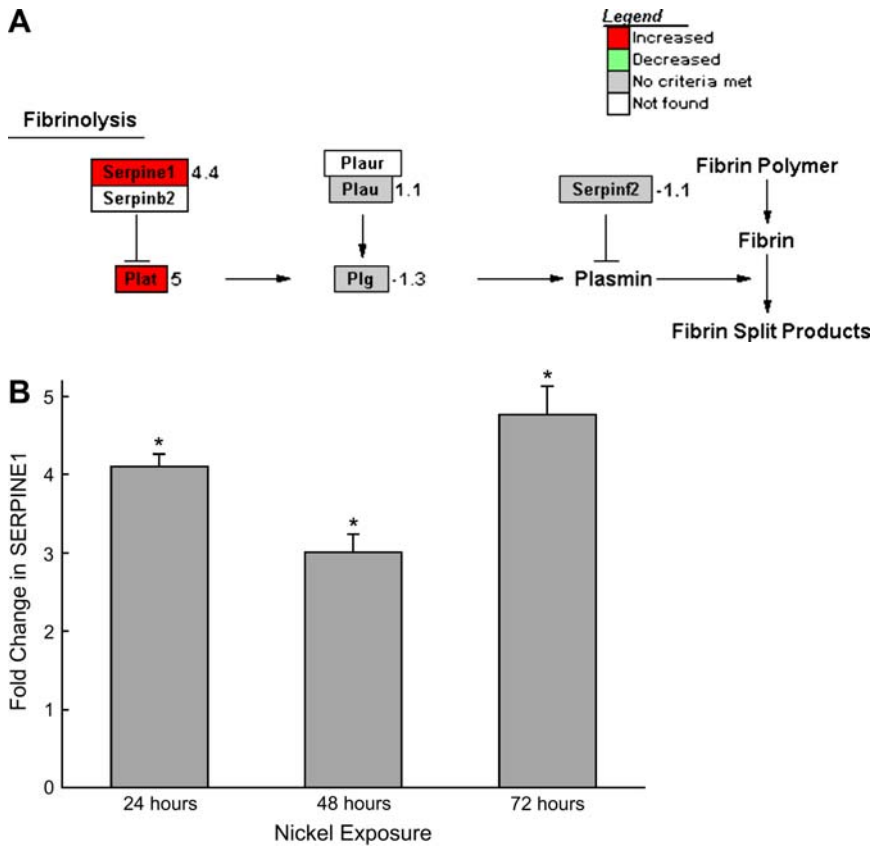 A
Legend
Increased
Decreased
No criteria met
Not found
Fibrinolysis
Serpine1 4.4
Serpinb2
Plaur
Plau 1.1
Serpinf2 -1.1
Fibrin Polymer
Fibrin
Plat 5
Plg -1.3
Plasmin
Fibrin Split Products
B
Fold Change in SERPINE1
5
4
3
2
1
0
*
*
*
24 hours
48 hours
72 hours
Nickel Exposure